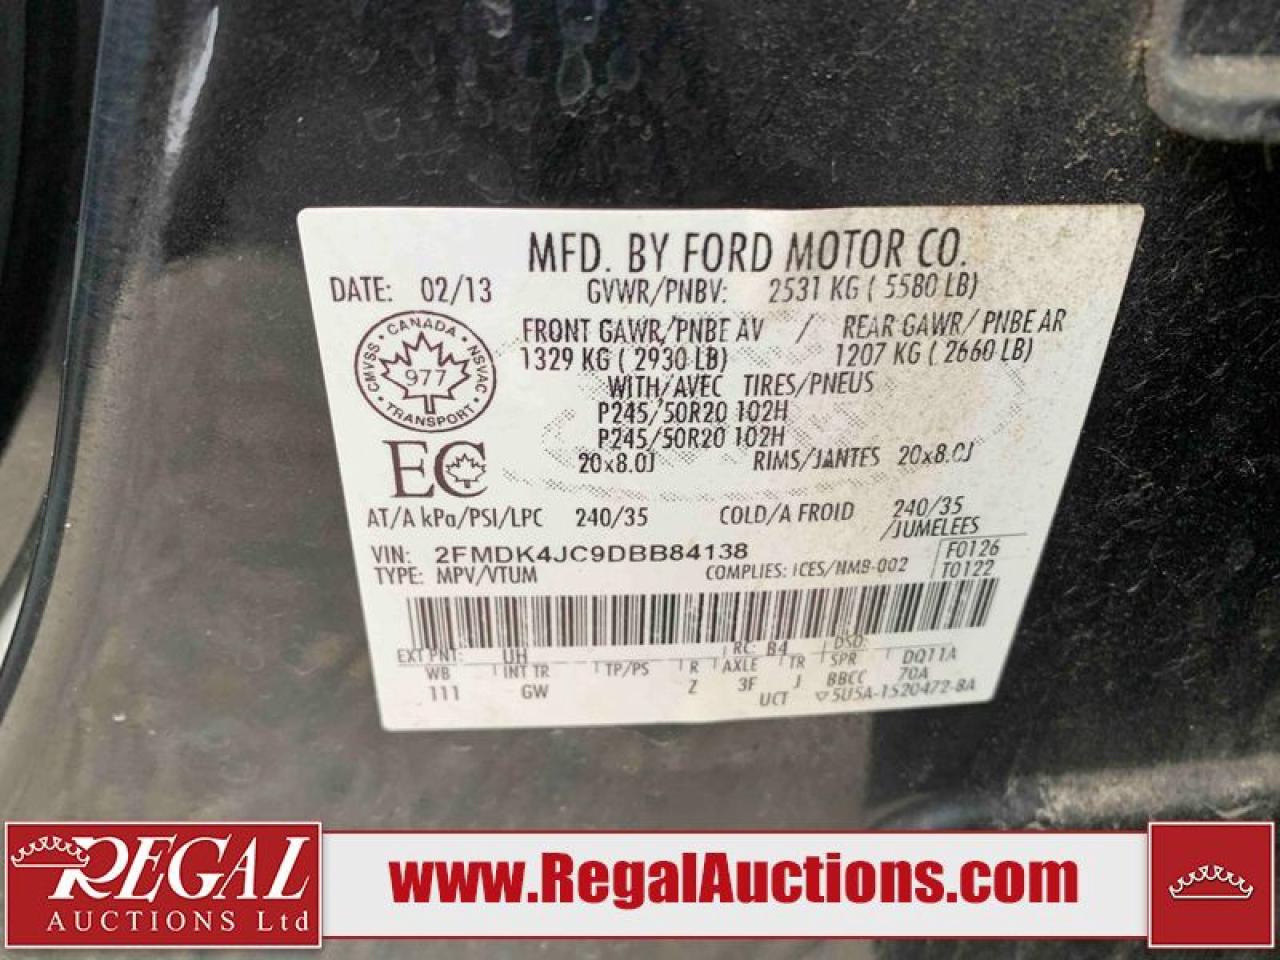 MFD. BY FORD MOTOR CO.
DATE: 02/13 GVWR/PNBV: 2531 KG ( 5580 LB)
FRONT GAWR/PNBE AV / REAR GAWR/ PNBE AR
1329 KG ( 2930 LB) 1207 KG ( 2660 LB)
WITH/AVEC TIRES/PNEUS
P245/50R20 102H
P245/50R20 102H
20x8.0J RIMS/JANTES 20x8.0J
CANADA
CMVSS NSVAC
977
TRANSPORT
EC
AT/A kPa/PSI/LPC 240/35 COLD/A FROID 240/35
/JUMELEES
VIN: 2FMDK4JC9DBB84138 F0126
TYPE: MPV/VTUM COMPLIES: ICES/NMB-002 T0122
EXT PNT: UH RC: B4 DSO:
WB INT TR TP/PS R AXLE TR SPR DQ11A
111 GW 2 3F J BBCC 70A
UCT ▽5U5A-1520472-BA
REGAL
AUCTIONS Ltd
www.RegalAuctions.com